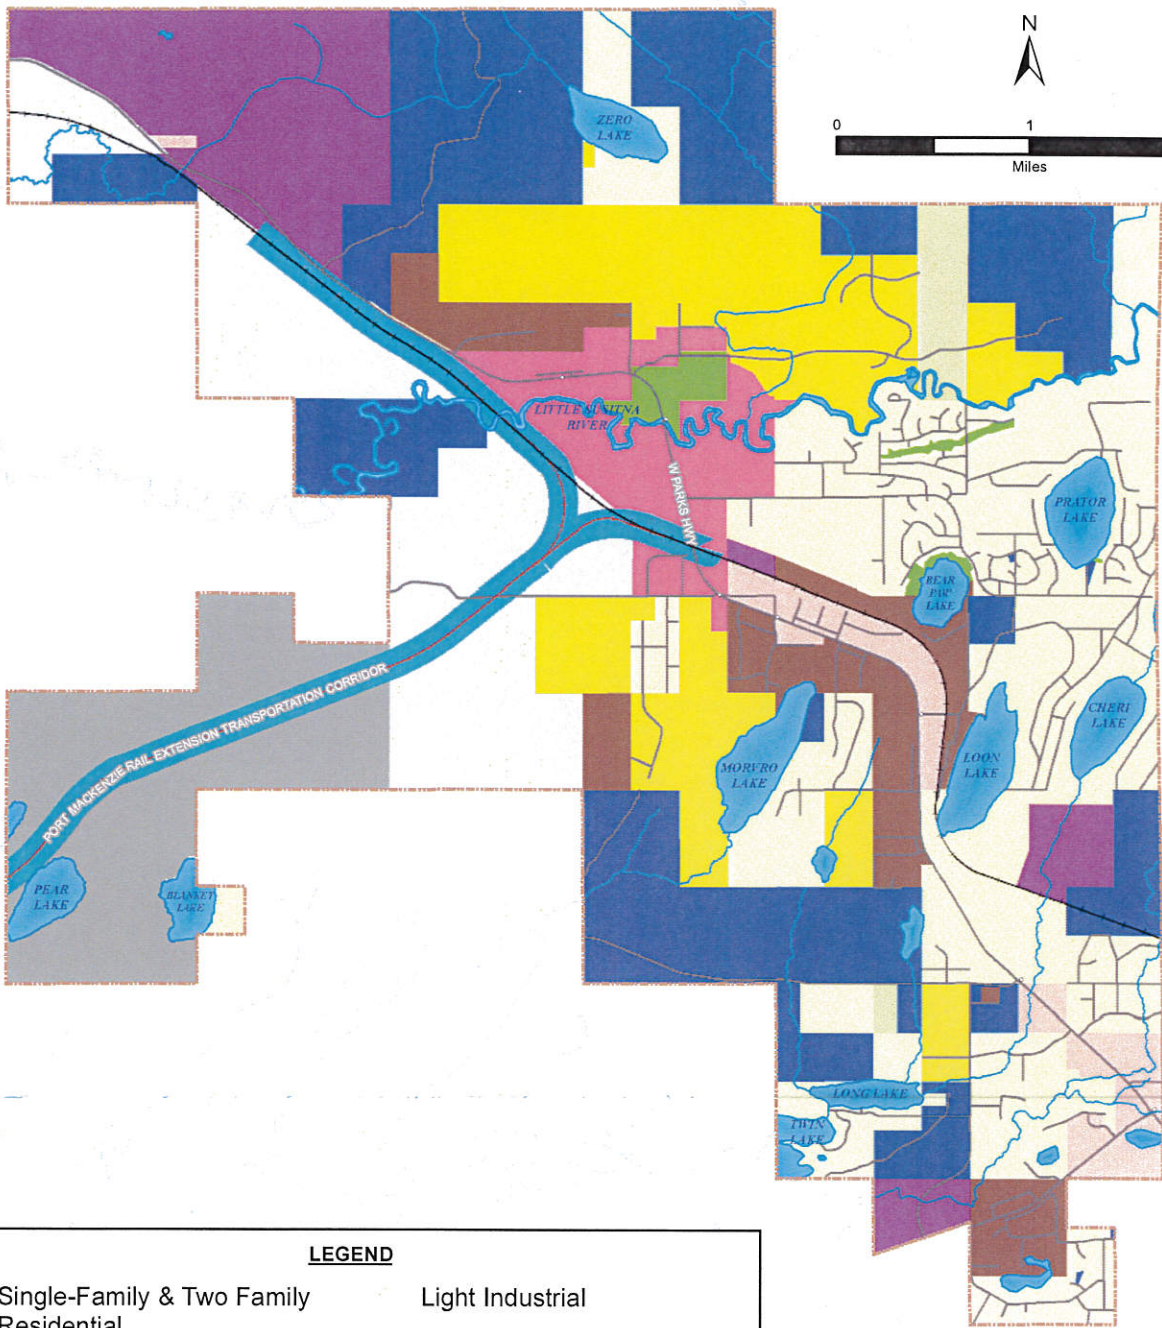 N
0 1
Miles
ZERO
LAKE
LITTLE SUSITNA
RIVER
W PARKS HWY
PRATOR
LAKE
BEAR
PAW
LAKE
CHERI
LAKE
LOON
LAKE
MORVRO
LAKE
PORT MACKENZIE RAIL EXTENSION TRANSPORTATION CORRIDOR
PEAR
LAKE
BLANKET
LAKE
LONG LAKE
TWIN
LAKE
LEGEND
Single-Family & Two Family Light Industrial
Residential